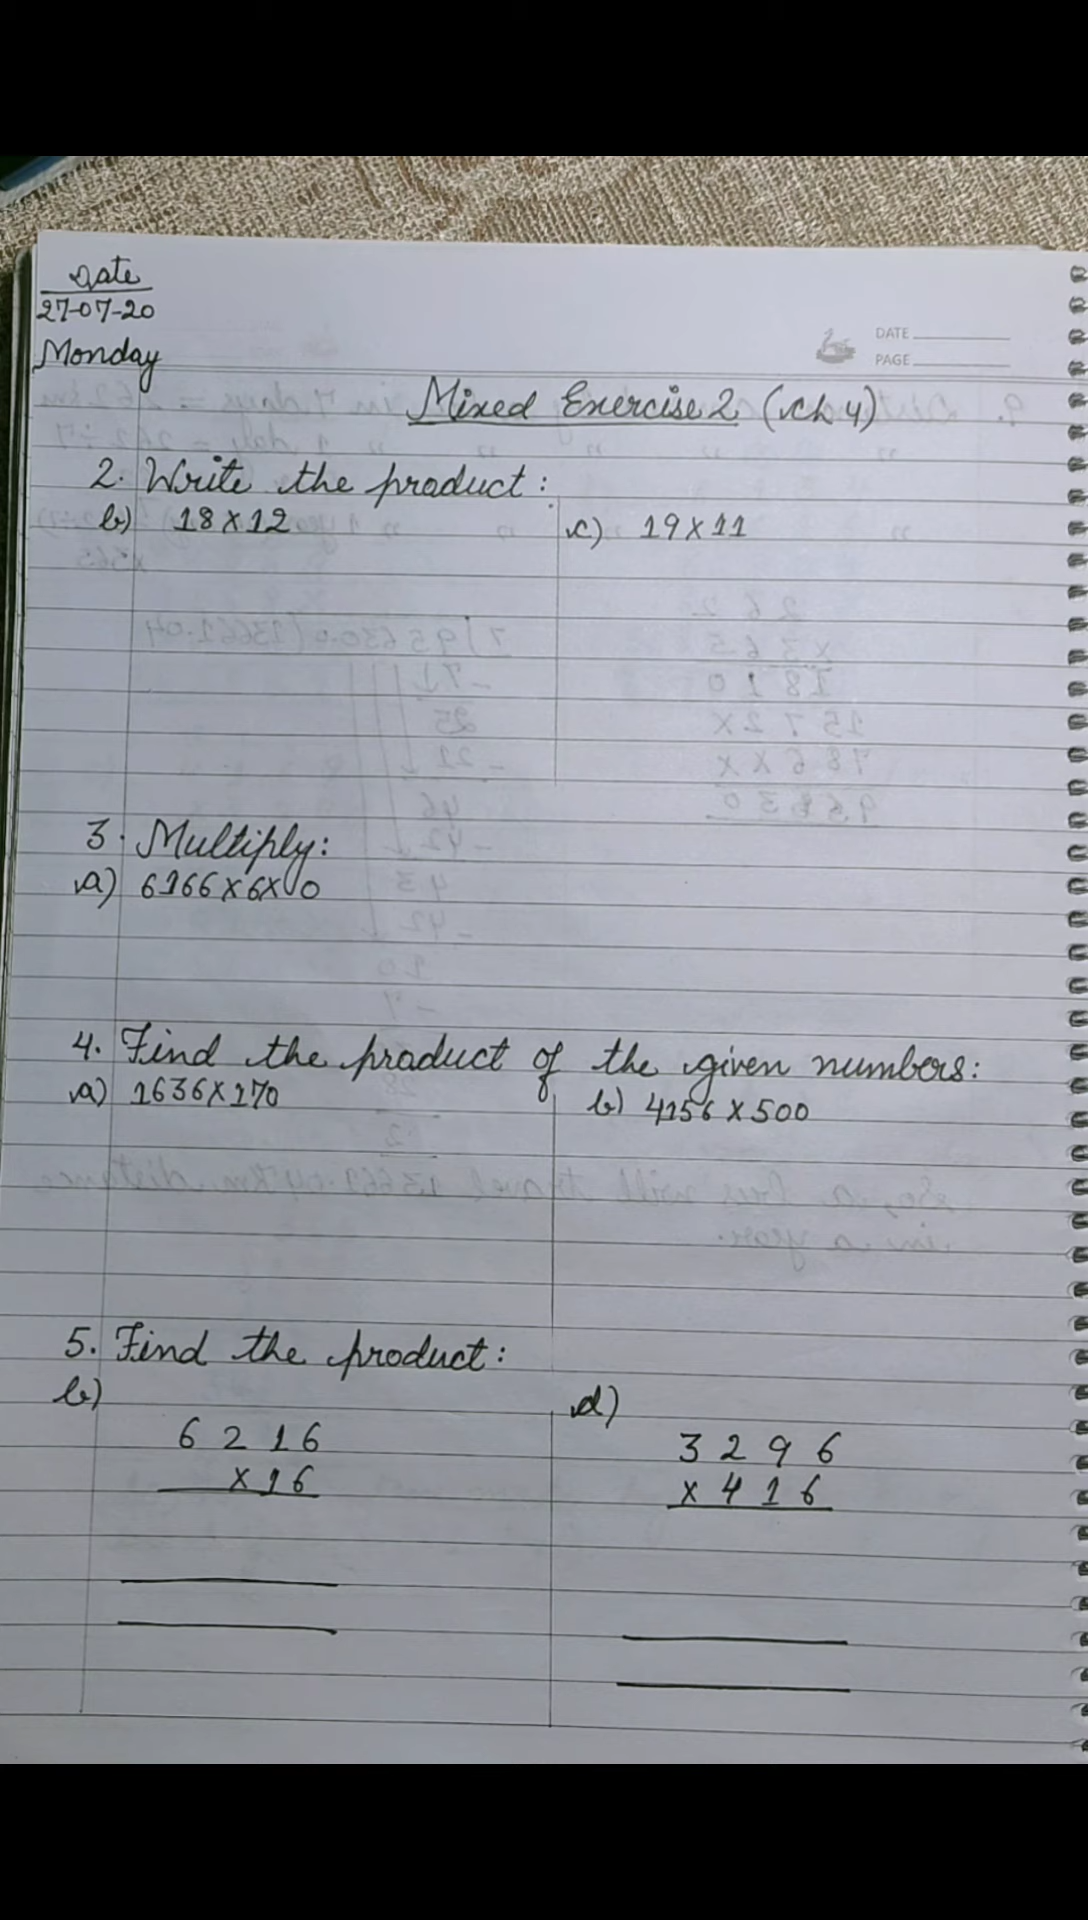 Date
27-07-20
Monday
DATE
PAGE
Mixed Exercise 2 (Ch 4)
2. Write the product:
b) 18 x 12
c) 19 x 11
3. Multiply:
a) 6166 x 6 x 0
4. Find the product of the given numbers:
a) 1636 x 170
b) 4156 x 500
5. Find the product:
b)
6 2 1 6
x 1 6
d)
3 2 9 6
x 4 1 6